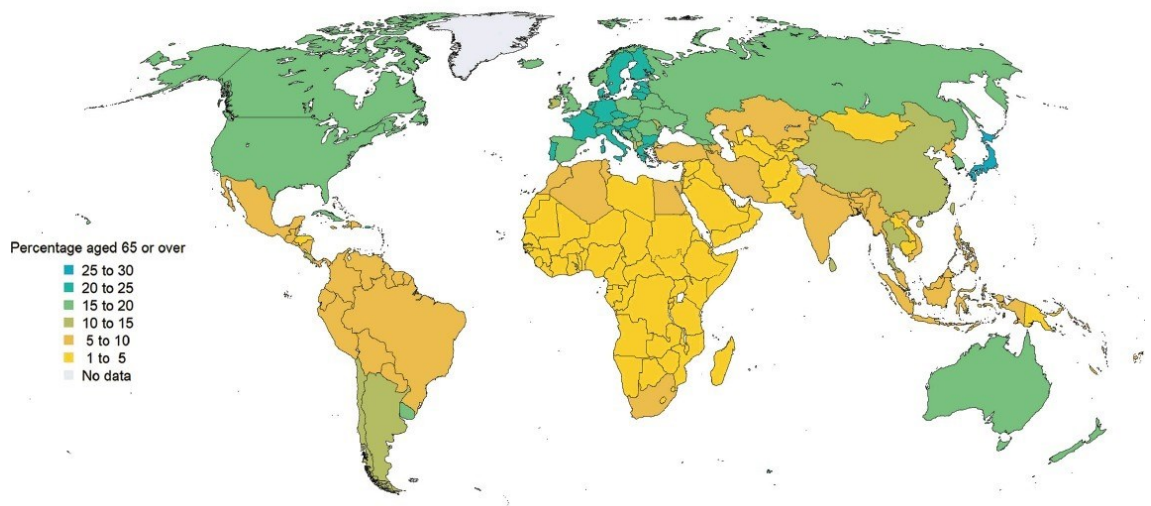 Percentage aged 65 or over
25 to 30
20 to 25
15 to 20
10 to 15
5 to 10
1 to 5
No data